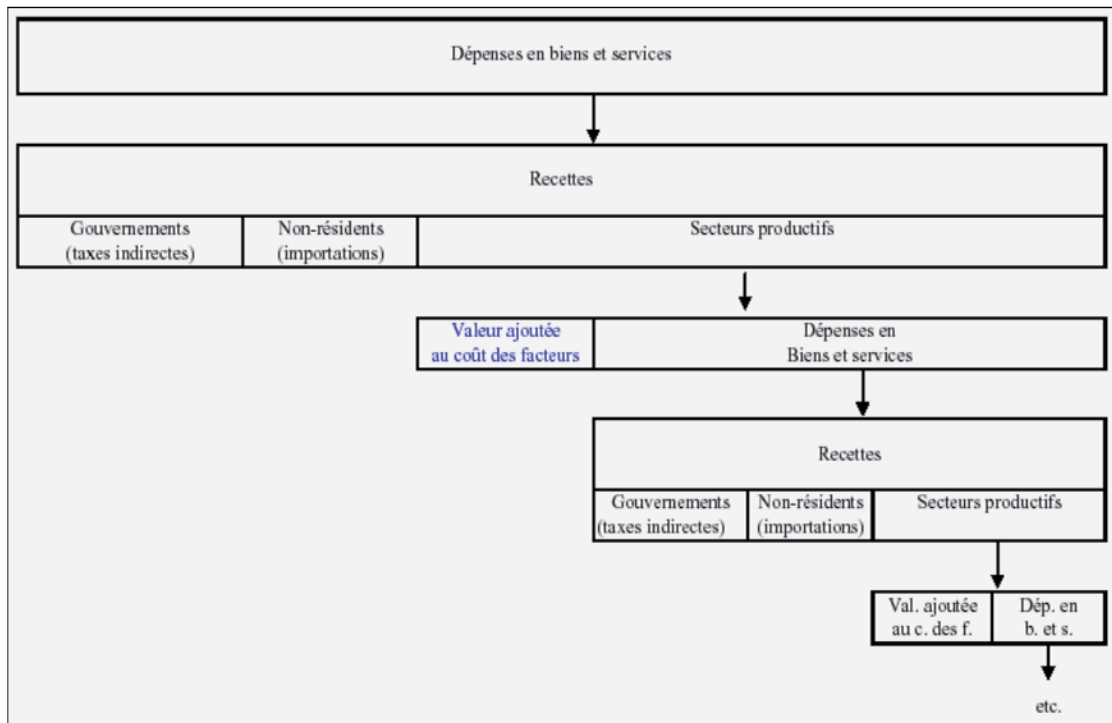 Dépenses en biens et services
Recettes
Gouvernements
(taxes indirectes)
Non-résidents
(importations)
Secteurs productifs
Valeur ajoutée
au coût des facteurs
Dépenses en
Biens et services
Recettes
Gouvernements
(taxes indirectes)
Non-résidents
(importations)
Secteurs productifs
Val. ajoutée
au c. des f.
Dép. en
b. et s.
etc.